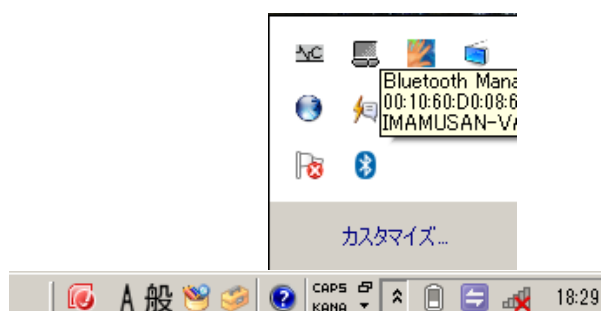 Bluetooth Mana
00:10:60:D0:08:6
IMAMUSAN-VA
カスタマイズ...
A 般
CAPS
KANA
18:29